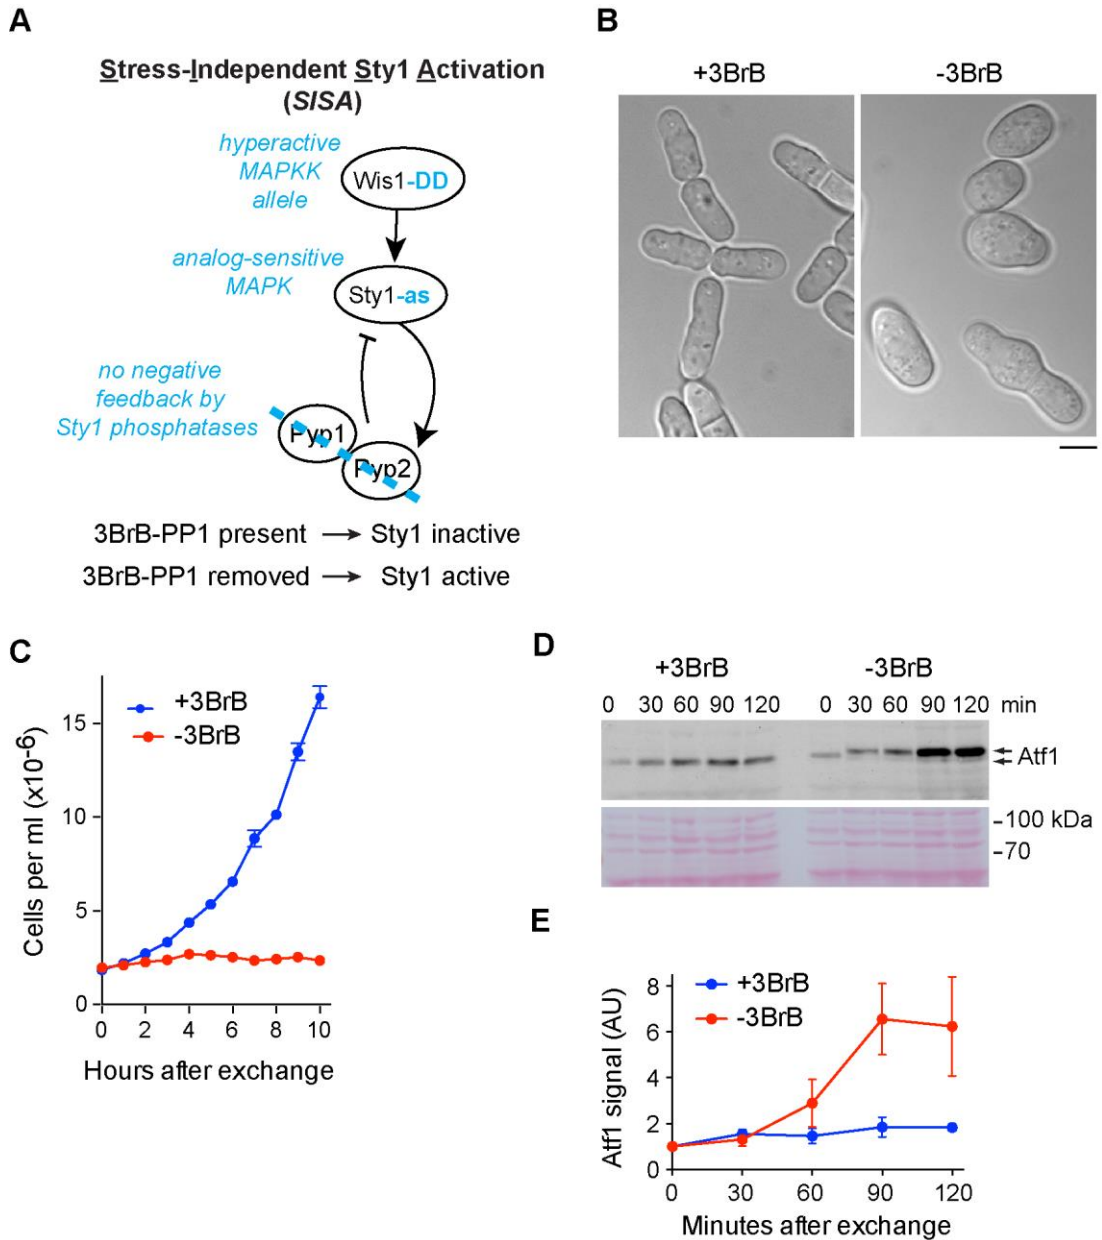 A
Stress-Independent Sty1 Activation
(SISA)
hyperactive
MAPKK
allele
Wis1-DD
analog-sensitive
MAPK
Sty1-as
no negative
feedback by
Sty1 phosphatases
Pyp1
Pyp2
3BrB-PP1 present → Sty1 inactive
3BrB-PP1 removed → Sty1 active
B
+3BrB -3BrB
C
+3BrB
-3BrB
Cells per ml (x10-6)
15
10
5
0
0 2 4 6 8 10
Hours after exchange
D
+3BrB -3BrB
0 30 60 90 120 0 30 60 90 120 min
Atf1
-100 kDa
-70
E
+3BrB
-3BrB
Atf1 signal (AU)
8
6
4
2
0
0 30 60 90 120
Minutes after exchange